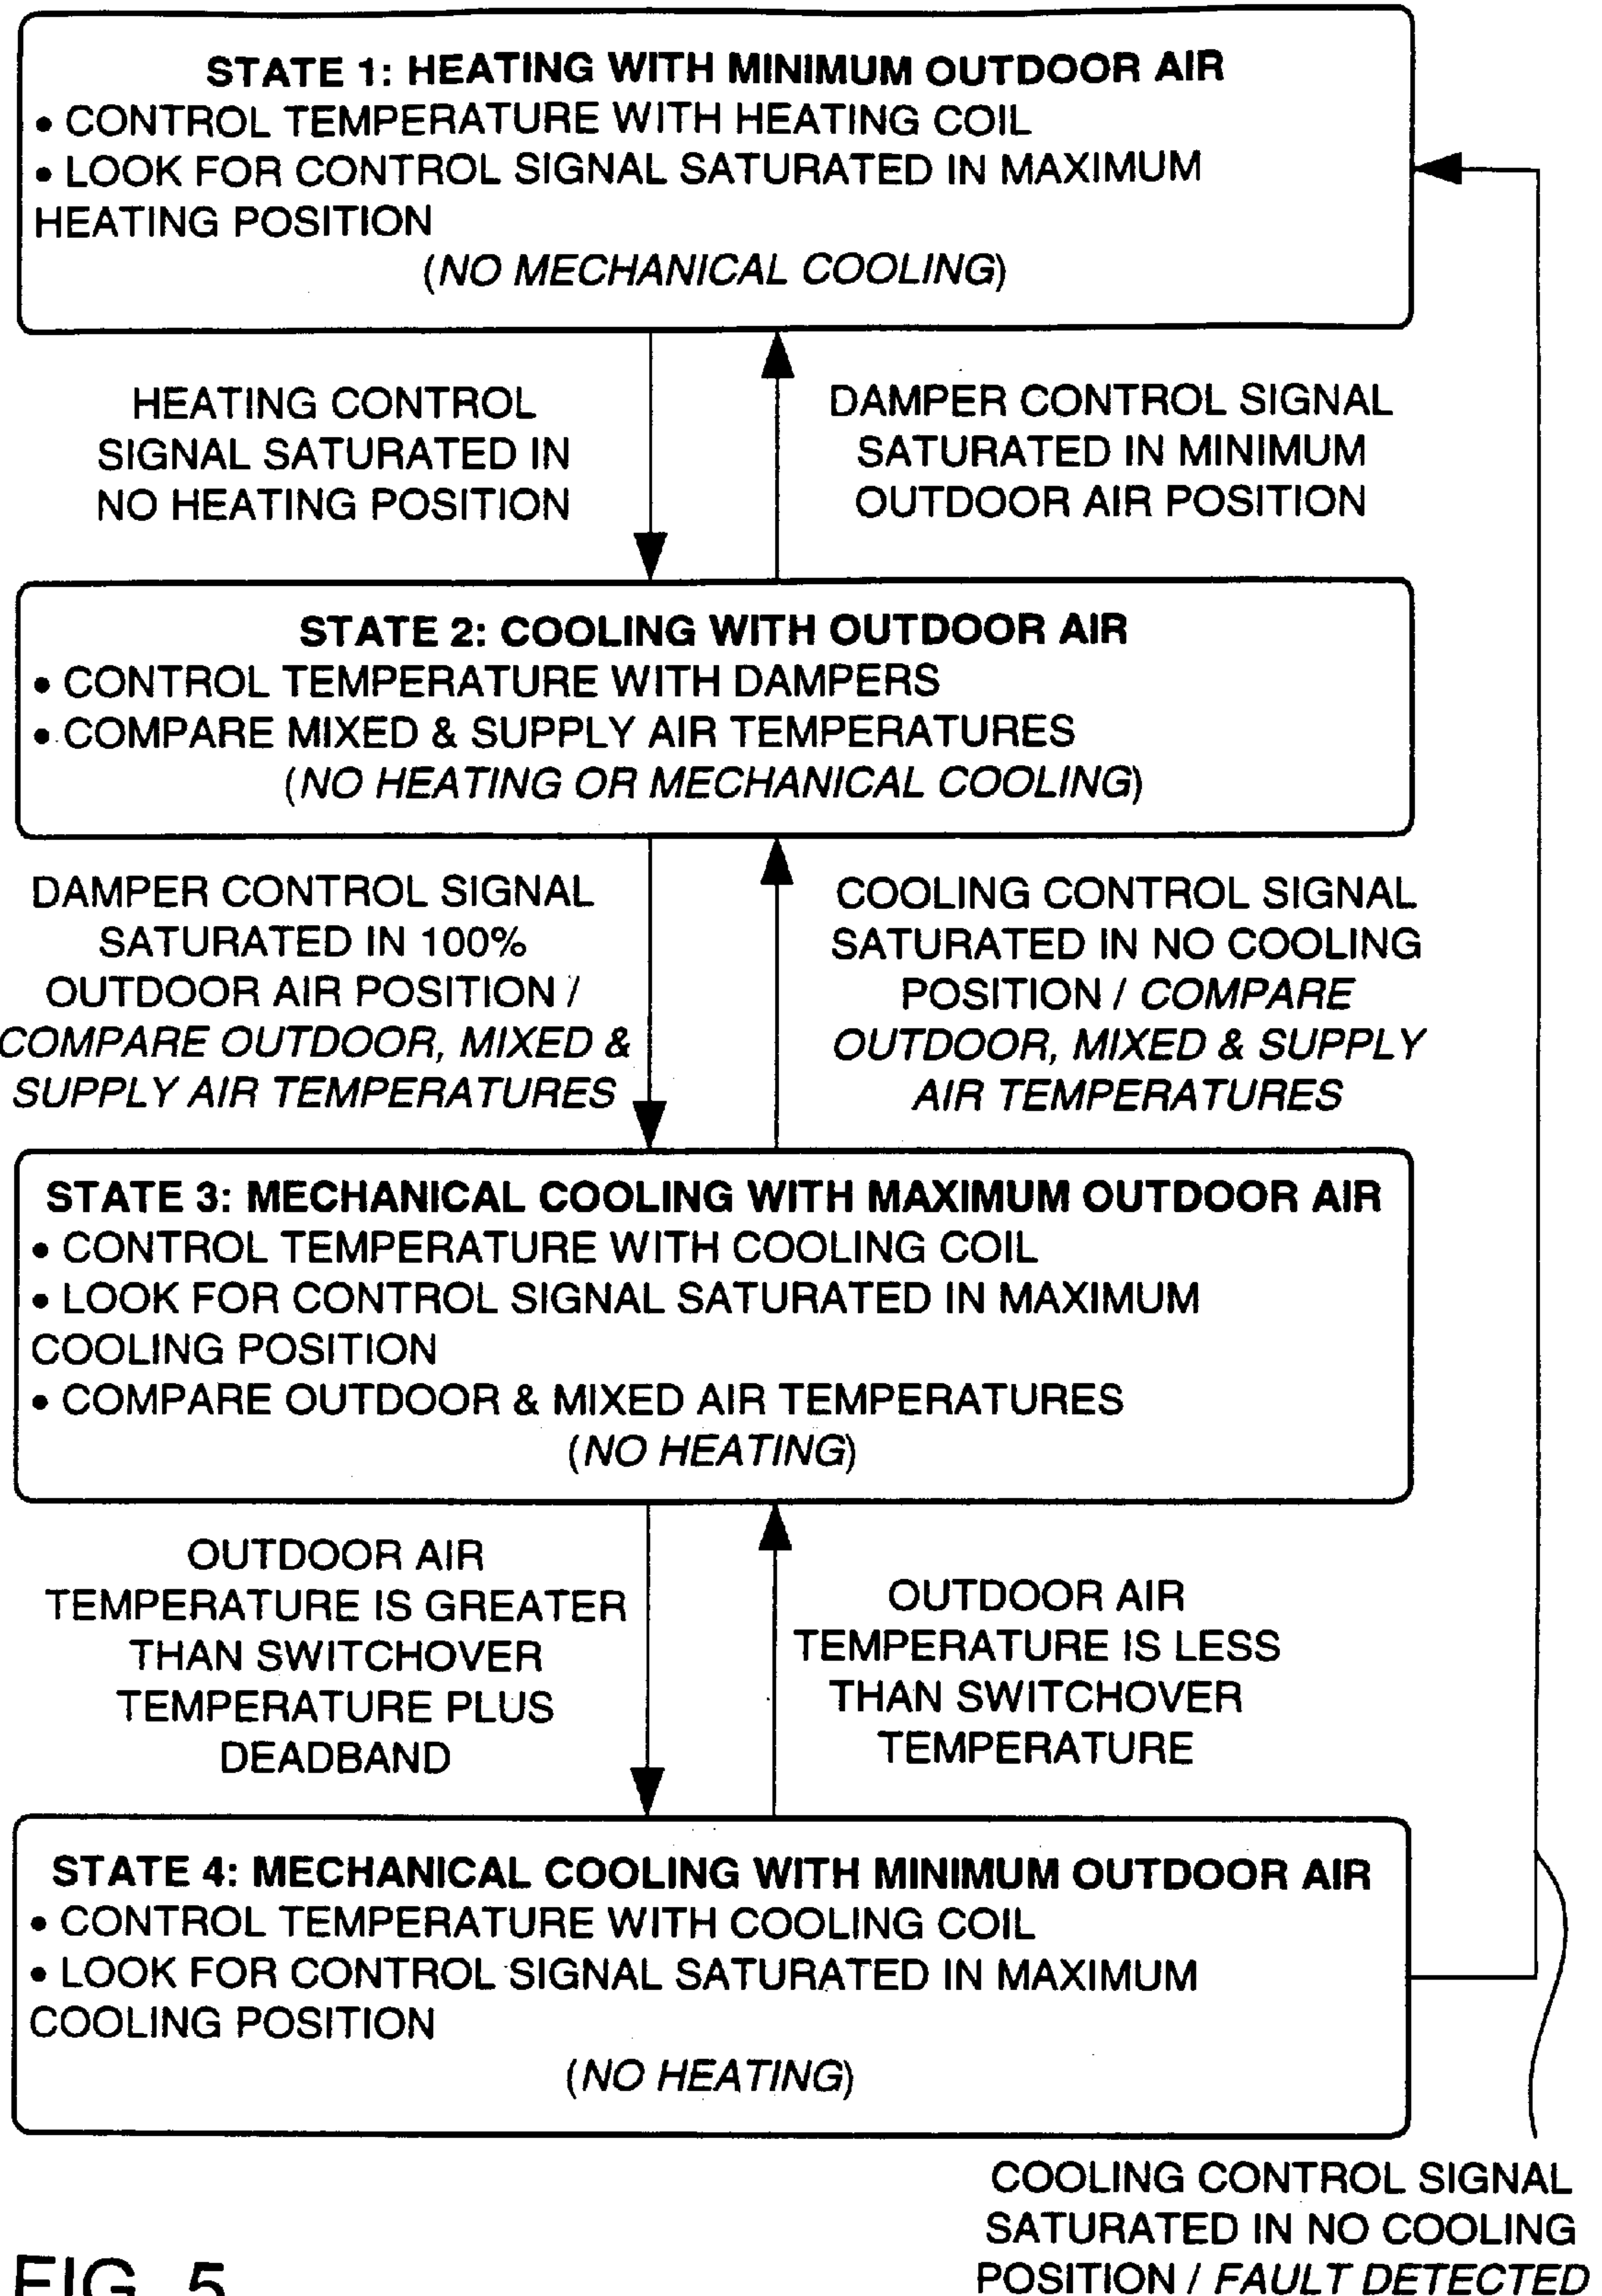 STATE 1: HEATING WITH MINIMUM OUTDOOR AIR
• CONTROL TEMPERATURE WITH HEATING COIL
• LOOK FOR CONTROL SIGNAL SATURATED IN MAXIMUM
HEATING POSITION
(NO MECHANICAL COOLING)
HEATING CONTROL
SIGNAL SATURATED IN
NO HEATING POSITION
DAMPER CONTROL SIGNAL
SATURATED IN MINIMUM
OUTDOOR AIR POSITION
STATE 2: COOLING WITH OUTDOOR AIR
• CONTROL TEMPERATURE WITH DAMPERS
• COMPARE MIXED & SUPPLY AIR TEMPERATURES
(NO HEATING OR MECHANICAL COOLING)
DAMPER CONTROL SIGNAL
SATURATED IN 100%
OUTDOOR AIR POSITION /
COMPARE OUTDOOR, MIXED &
SUPPLY AIR TEMPERATURES
COOLING CONTROL SIGNAL
SATURATED IN NO COOLING
POSITION / COMPARE
OUTDOOR, MIXED & SUPPLY
AIR TEMPERATURES
STATE 3: MECHANICAL COOLING WITH MAXIMUM OUTDOOR AIR
• CONTROL TEMPERATURE WITH COOLING COIL
• LOOK FOR CONTROL SIGNAL SATURATED IN MAXIMUM
COOLING POSITION
• COMPARE OUTDOOR & MIXED AIR TEMPERATURES
(NO HEATING)
OUTDOOR AIR
TEMPERATURE IS GREATER
THAN SWITCHOVER
TEMPERATURE PLUS
DEADBAND
OUTDOOR AIR
TEMPERATURE IS LESS
THAN SWITCHOVER
TEMPERATURE
STATE 4: MECHANICAL COOLING WITH MINIMUM OUTDOOR AIR
• CONTROL TEMPERATURE WITH COOLING COIL
• LOOK FOR CONTROL SIGNAL SATURATED IN MAXIMUM
COOLING POSITION
(NO HEATING)
COOLING CONTROL SIGNAL
SATURATED IN NO COOLING
POSITION / FAULT DETECTED
FIG. 5